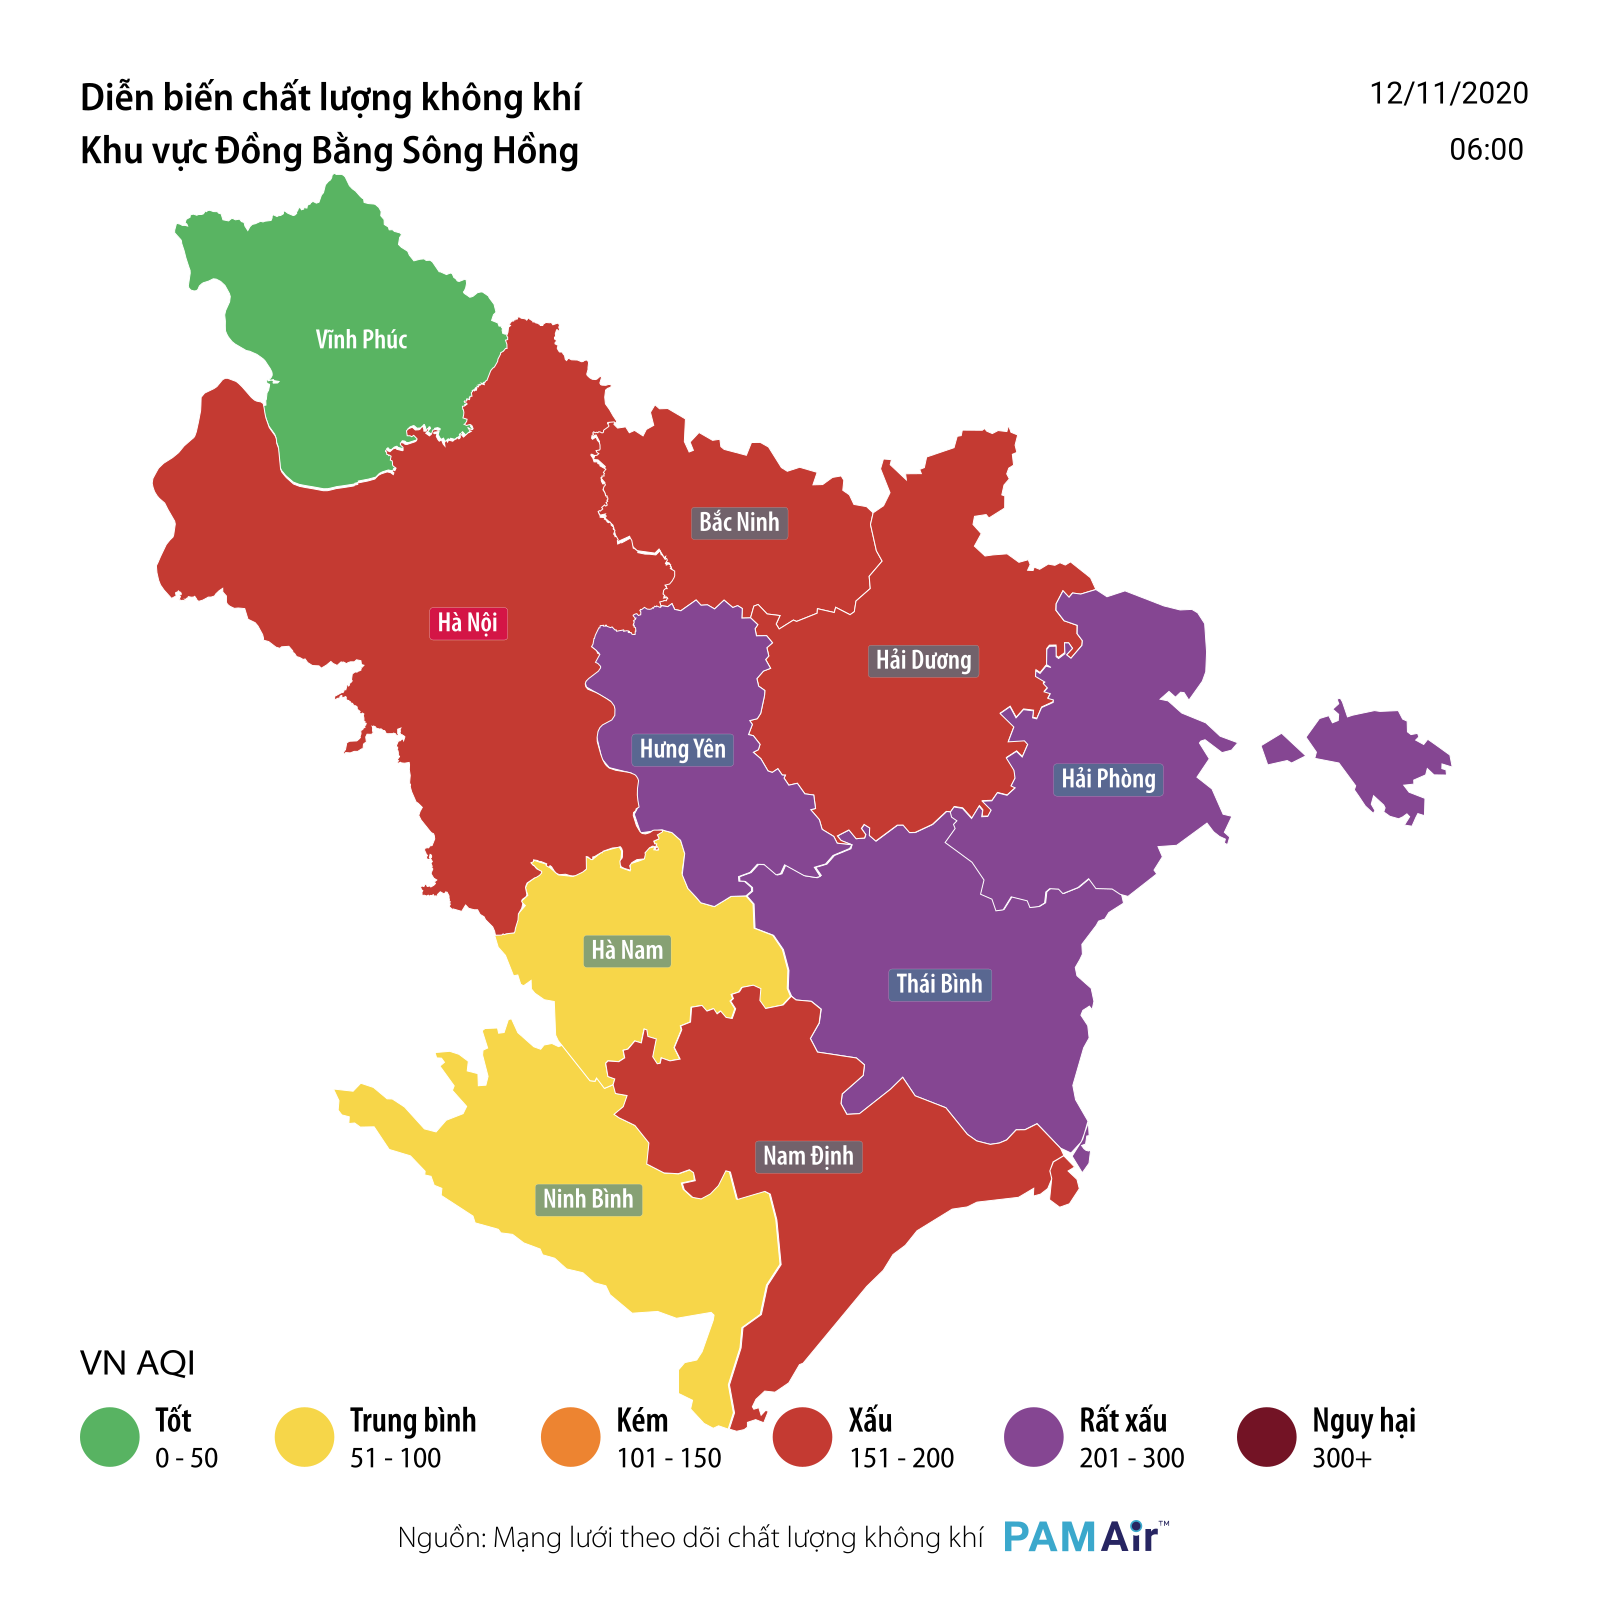 Diễn biến chất lượng không khí
Khu vực Đồng Bằng Sông Hồng
12/11/2020
06:00
Vĩnh Phúc
Bắc Ninh
Hà Nội
Hải Dương
Hưng Yên
Hải Phòng
Hà Nam
Thái Bình
Nam Định
Ninh Bình
VN AQI
Tốt
0 - 50
Trung bình
51 - 100
Kém
101 - 150
Xấu
151 - 200
Rất xấu
201 - 300
Nguy hại
300+
Nguồn: Mạng lưới theo dõi chất lượng không khí PAMAir™